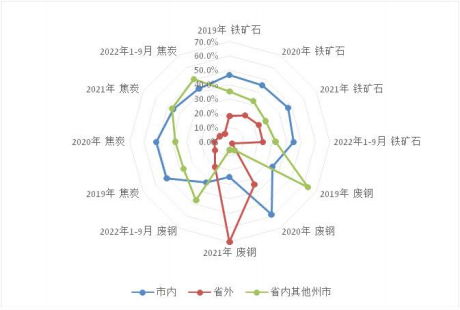 2019年 铁矿石
70.0%
2022年1-9月 焦炭
60.0%
2020年 铁矿石
50.0%
40.0%
2021年 焦炭
30.0%
2021年 铁矿石
20.0%
10.0%
2020年 焦炭
0.0%
2022年1-9月 铁矿石
2019年 焦炭
2019年 废钢
2022年1-9月 废钢
2020年 废钢
2021年 废钢
市内 省外 省内其他州市